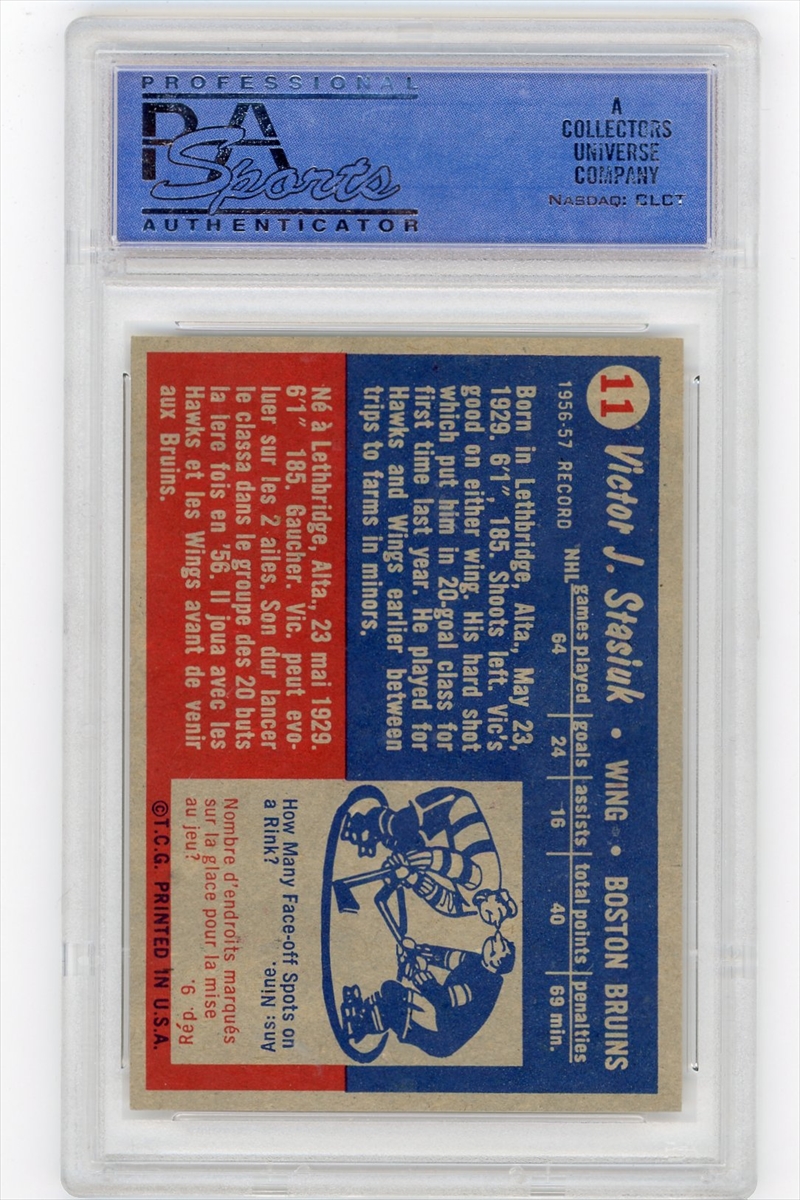 PROFESSIONAL
PSA
Sports
AUTHENTICATOR
A
COLLECTORS
UNIVERSE
COMPANY
NASDAQ: CLCT
11 Victor J. Stasiuk • WING • BOSTON BRUINS
1956-57 RECORD
games played goals assists total points penalties
NHL 64 24 16 40 69 min.
Born in Lethbridge, Alta., May 23,
1929. 6'1", 185. Shoots left. Vic's
good on either wing. His hard shot
which put him in 20-goal class for
first time last year. He played for
Hawks and Wings earlier between
trips to farms in minors.
Né à Lethbridge, Alta., 23 mai 1929.
6'1" 185. Gaucher. Vic. peut evo-
luer sur les 2 ailes. Son dur lancer
le classa dans le groupe des 20 buts
la iere fois en '56. Il joua avec les
Hawks et les Wings avant de venir
aux Bruins.
How Many Face-off Spots on
a Rink?
Ans: Nine.
Nombre d'endroits marqués
sur la glace pour la mise
au jeu?
Rép. 9.
©T.C.G. PRINTED IN U.S.A.